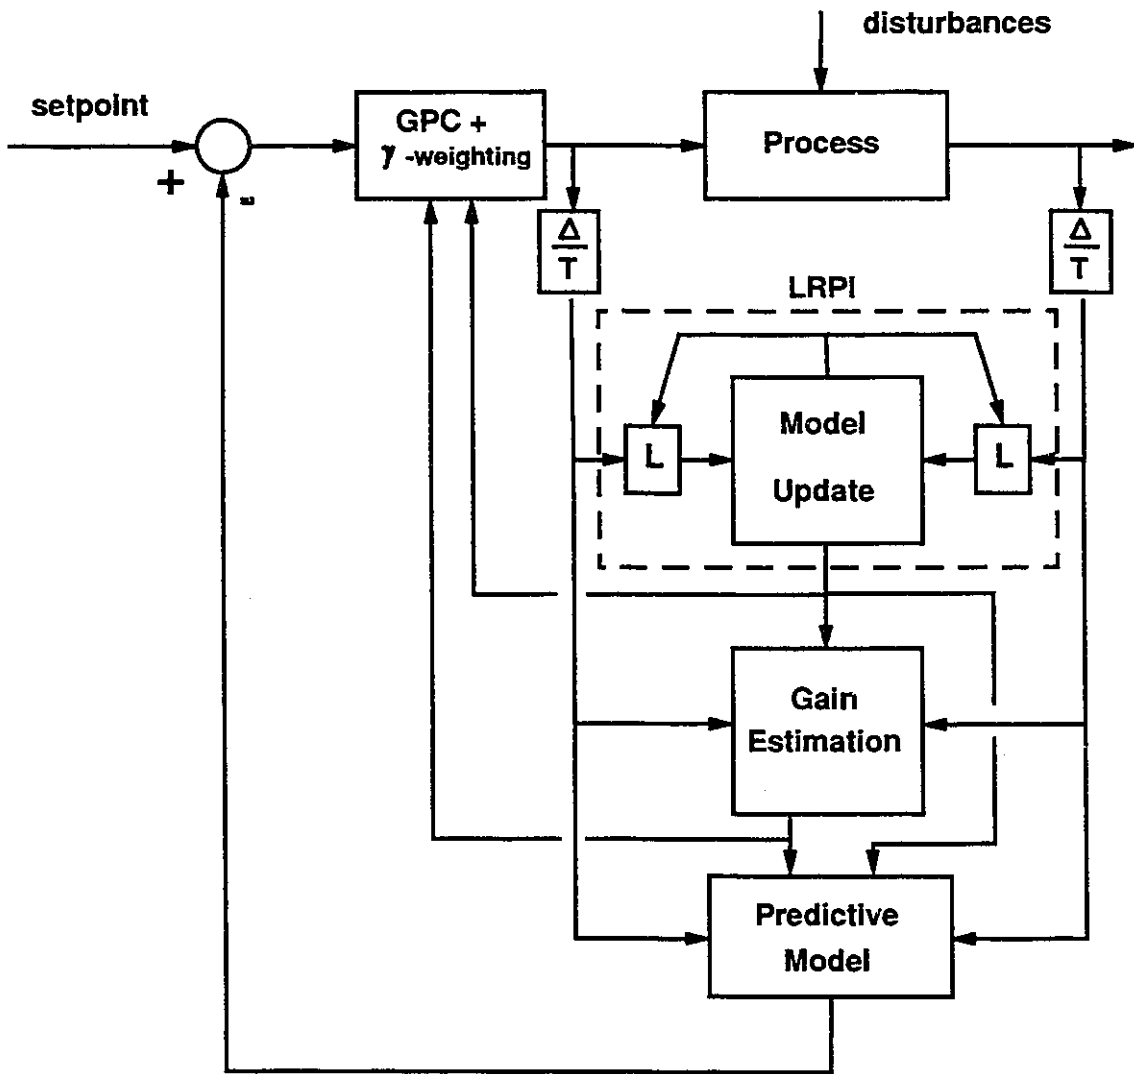 disturbances
setpoint
GPC +
γ -weighting
Process
+
-
Δ
T
Δ
T
LRPI
Model
Update
L
L
Gain
Estimation
Predictive
Model